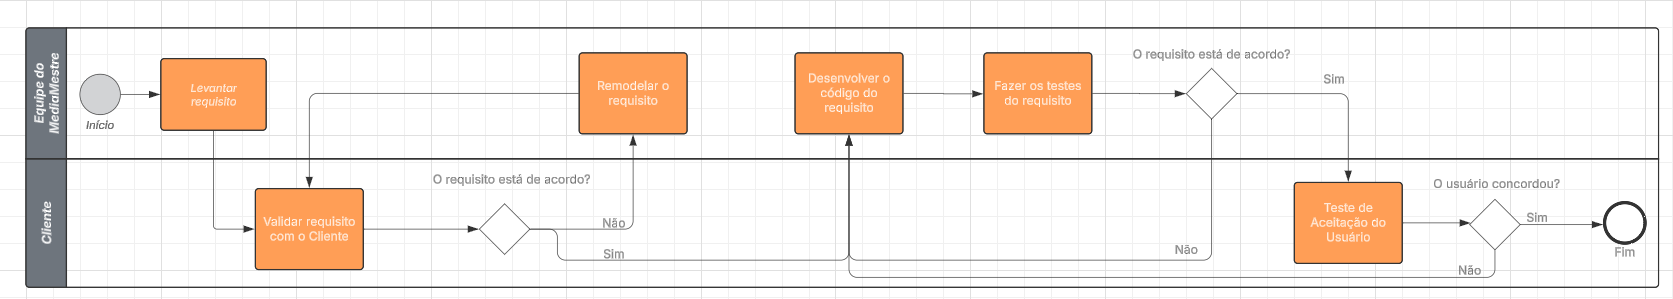 Equipe do
MediaMestre
Início
Levantar
requisito
Remodelar o
requisito
Desenvolver o
código do
requisito
Fazer os testes
do requisito
O requisito está de acordo?
Sim
Não
Cliente
Validar requisito
com o Cliente
O requisito está de acordo?
Não
Sim
Teste de
Aceitação do
Usuário
O usuário concordou?
Sim
Não
Fim